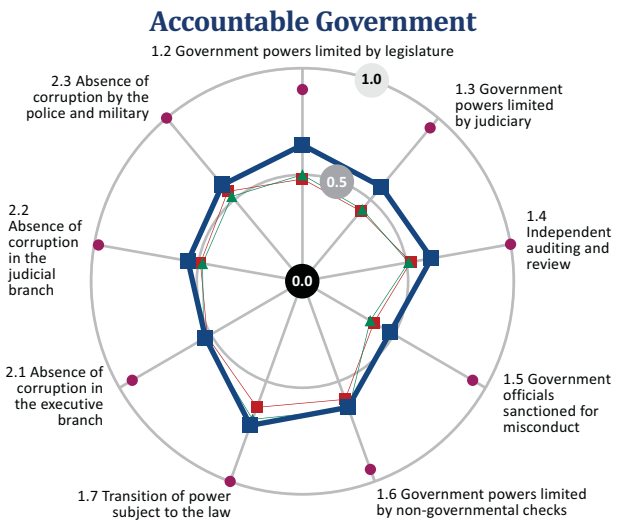 Accountable Government
1.2 Government powers limited by legislature
1.0
2.3 Absence of
corruption by the
police and military
1.3 Government
powers limited
by judiciary
0.5
2.2
Absence of
corruption
in the
judicial
branch
1.4
Independent
auditing and
review
0.0
2.1 Absence of
corruption in
the executive
branch
1.5 Government
officials
sanctioned for
misconduct
1.7 Transition of power
subject to the law
1.6 Government powers limited
by non-governmental checks